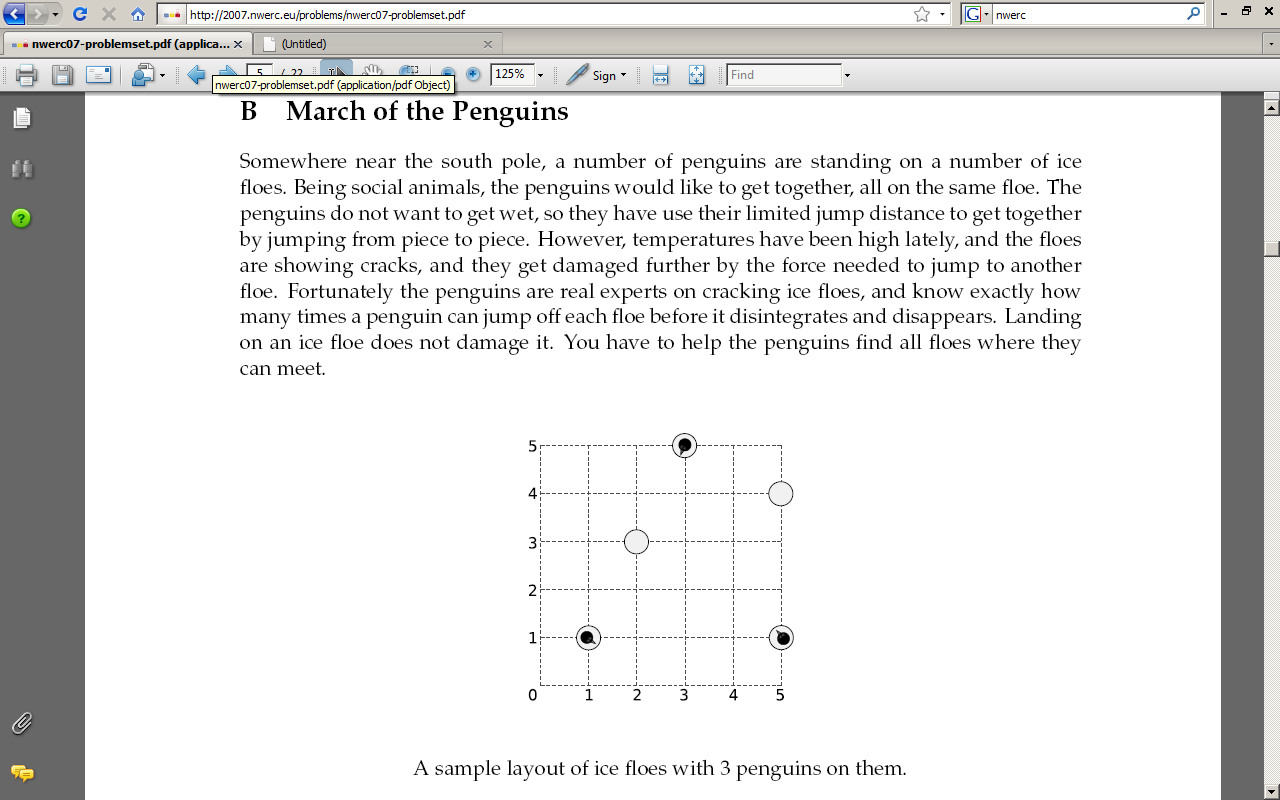 http://2007.nwerc.eu/problems/nwerc07-problemset.pdf
nwerc
nwerc07-problemset.pdf (applica...
(Untitled)
5 / 22
125%
Sign
Find
nwerc07-problemset.pdf (application/pdf Object)
B March of the Penguins
Somewhere near the south pole, a number of penguins are standing on a number of ice
floes. Being social animals, the penguins would like to get together, all on the same floe. The
penguins do not want to get wet, so they have use their limited jump distance to get together
by jumping from piece to piece. However, temperatures have been high lately, and the floes
are showing cracks, and they get damaged further by the force needed to jump to another
floe. Fortunately the penguins are real experts on cracking ice floes, and know exactly how
many times a penguin can jump off each floe before it disintegrates and disappears. Landing
on an ice floe does not damage it. You have to help the penguins find all floes where they
can meet.
5
4
3
2
1
0 1 2 3 4 5
A sample layout of ice floes with 3 penguins on them.